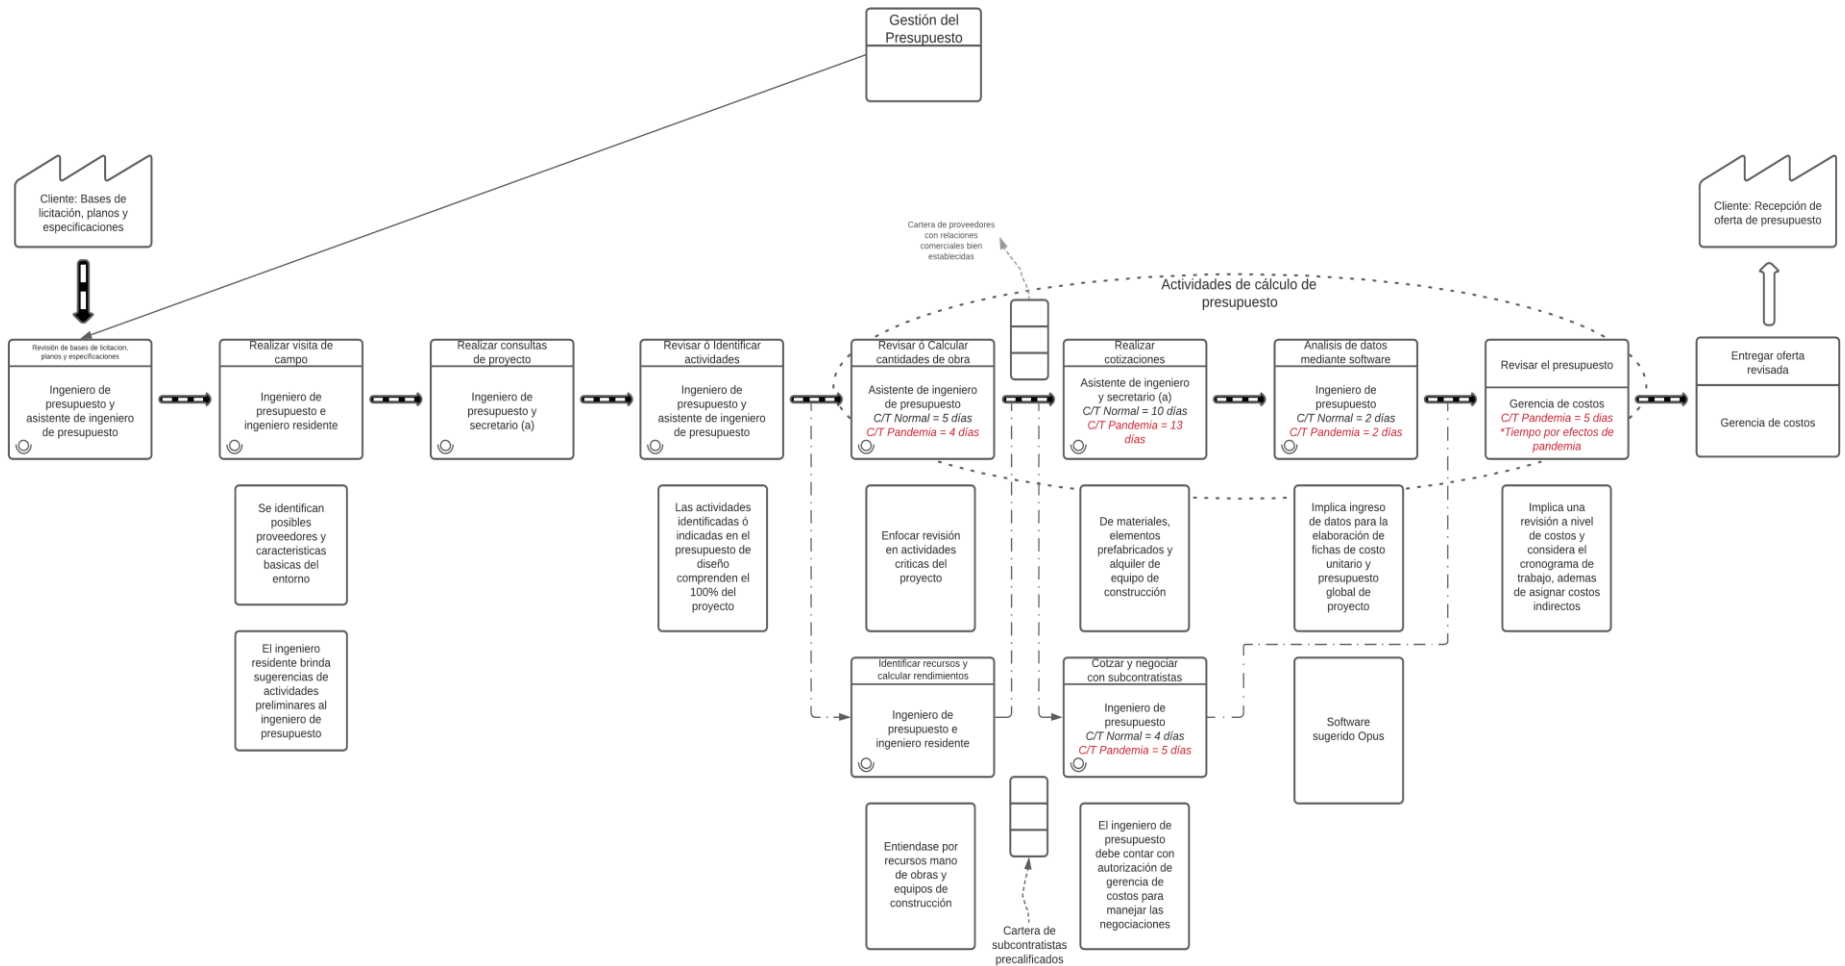 Gestión del
Presupuesto
Cliente: Bases de
licitación, planos y
especificaciones
Cliente: Recepción de
oferta de presupuesto
Cartera de proveedores
con relaciones
comerciales bien
establecidas
Actividades de cálculo de
presupuesto
Revisión de bases de licitacion,
planos y especificaciones
Ingeniero de
presupuesto y
asistente de ingeniero
de presupuesto
Realizar visita de
campo
Ingeniero de
presupuesto e
ingeniero residente
Realizar consultas
de proyecto
Ingeniero de
presupuesto y
secretario (a)
Revisar ó Identificar
actividades
Ingeniero de
presupuesto y
asistente de ingeniero
de presupuesto
Revisar ó Calcular
cantidades de obra
Asistente de ingeniero
de presupuesto
C/T Normal = 5 días
C/T Pandemia = 4 días
Realizar
cotizaciones
Asistente de ingeniero
y secretario (a)
C/T Normal = 10 días
C/T Pandemia = 13
días
Analisis de datos
mediante software
Ingeniero de
presupuesto
C/T Normal = 2 días
C/T Pandemia = 2 días
Revisar el presupuesto
Gerencia de costos
C/T Pandemia = 5 dias
*Tiempo por efectos de
pandemia
Entregar oferta
revisada
Gerencia de costos
Se identifican
posibles
proveedores y
caracteristicas
basicas del
entorno
Las actividades
identificadas ó
indicadas en el
presupuesto de
diseño
comprenden el
100% del
proyecto
Enfocar revisión
en actividades
criticas del
proyecto
De materiales,
elementos
prefabricados y
alquiler de
equipo de
construcción
Implica ingreso
de datos para la
elaboración de
fichas de costo
unitario y
presupuesto
global de
proyecto
Implica una
revisión a nivel
de costos y
considera el
cronograma de
trabajo, ademas
de asignar costos
indirectos
El ingeniero
residente brinda
sugerencias de
actividades
preliminares al
ingeniero de
presupuesto
Identificar recursos y
calcular rendimientos
Ingeniero de
presupuesto e
ingeniero residente
Cotzar y negociar
con subcontratistas
Ingeniero de
presupuesto
C/T Normal = 4 días
C/T Pandemia = 5 días
Software
sugerido Opus
Entiendase por
recursos mano
de obras y
equipos de
construcción
El ingeniero de
presupuesto
debe contar con
autorización de
gerencia de
costos para
manejar las
negociaciones
Cartera de
subcontratistas
precalificados